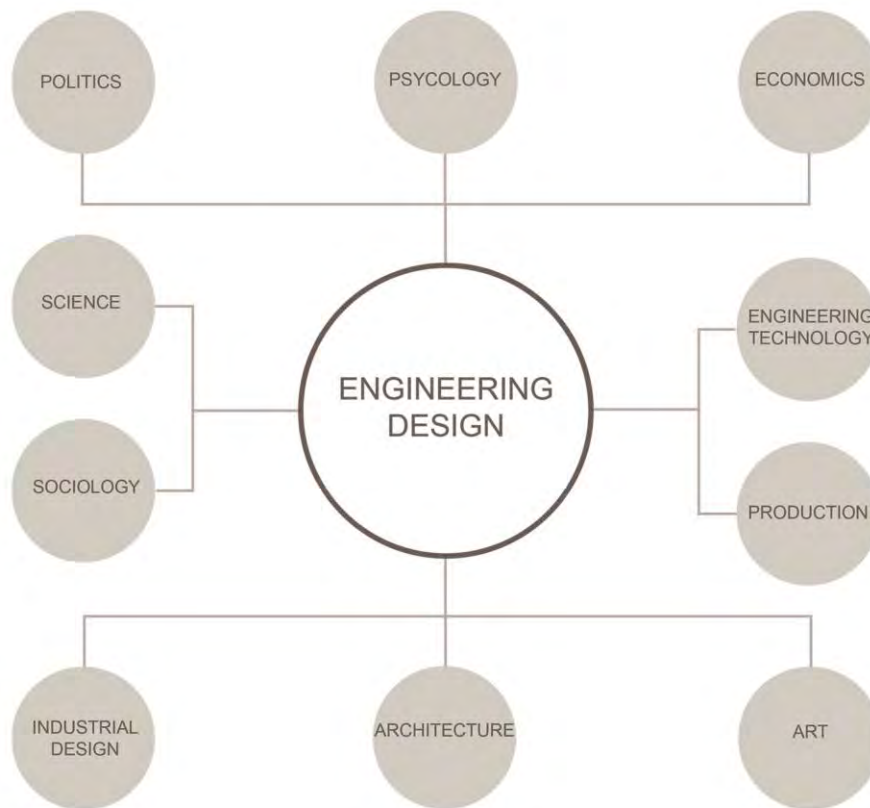 POLITICS
PSYCOLOGY
ECONOMICS
SCIENCE
ENGINEERING
TECHNOLOGY
ENGINEERING
DESIGN
SOCIOLOGY
PRODUCTION
INDUSTRIAL
DESIGN
ARCHITECTURE
ART